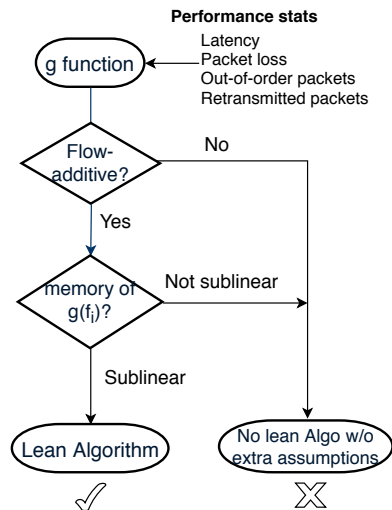 Performance stats
Latency
Packet loss
Out-of-order packets
Retransmitted packets
g function
Flow-
additive?
No
Yes
memory of
g(fi)?
Not sublinear
Sublinear
Lean Algorithm
No lean Algo w/o
extra assumptions